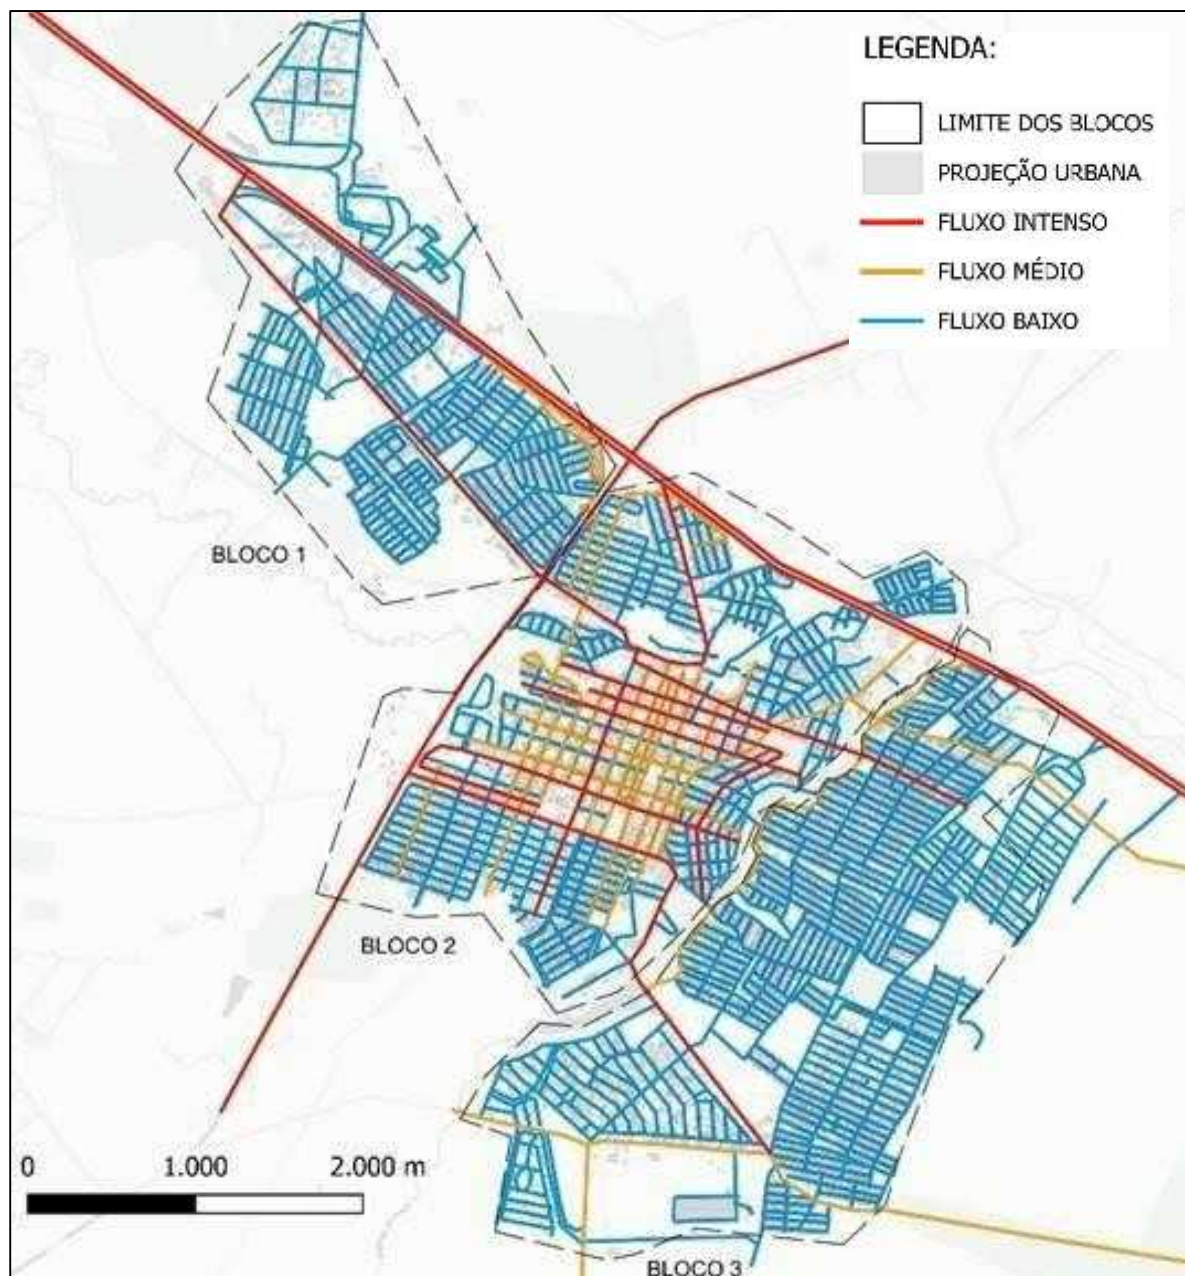 LEGENDA:
LIMITE DOS BLOCOS
PROJEÇÃO URBANA
FLUXO INTENSO
FLUXO MÉDIO
FLUXO BAIXO
BLOCO 1
BLOCO 2
0 1.000 2.000 m
BLOCO 3